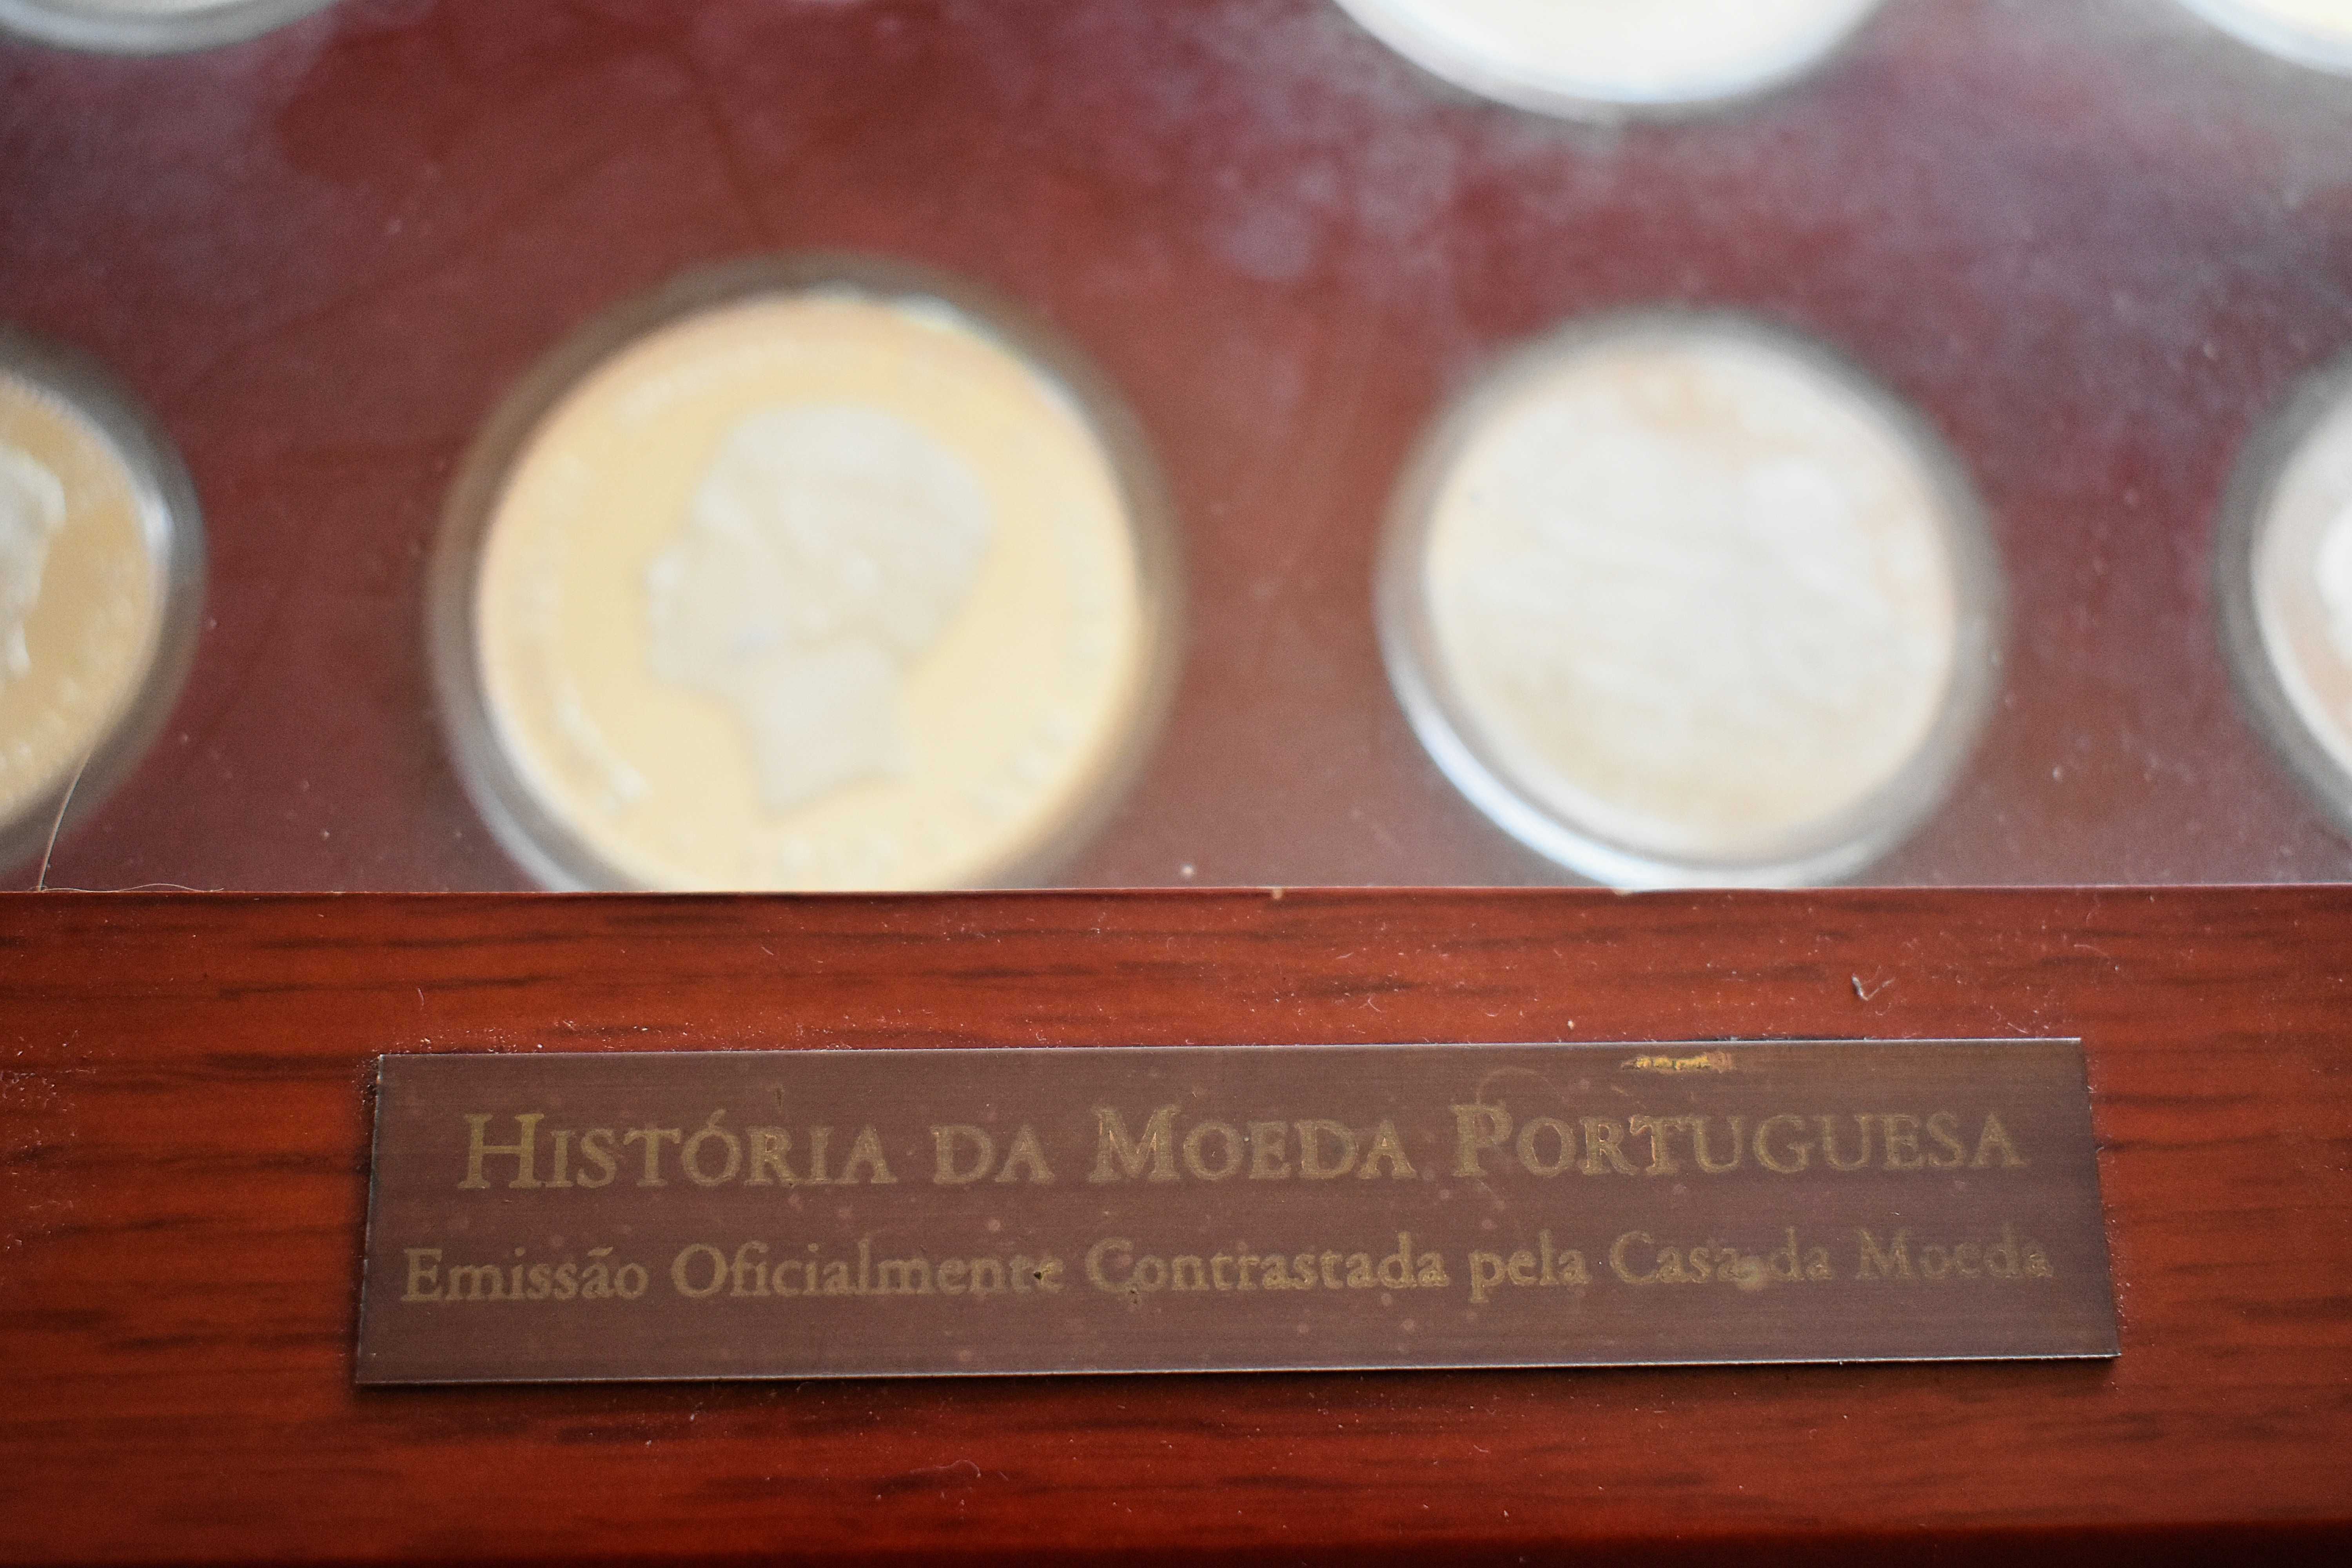 HISTÓRIA DA MOEDA PORTUGUESA
Emissão Oficialmente Contrastada pela Casa da Moeda